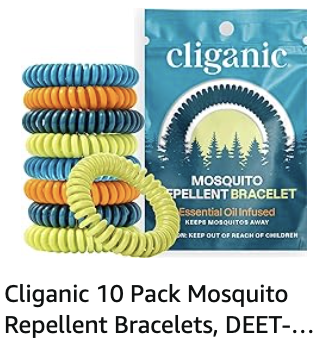 cliganic
MOSQUITO
REPELLENT BRACELET
Essential Oil Infused
KEEPS MOSQUITOS AWAY
KEEP OUT OF REACH OF CHILDREN
Cliganic 10 Pack Mosquito
Repellent Bracelets, DEET-...